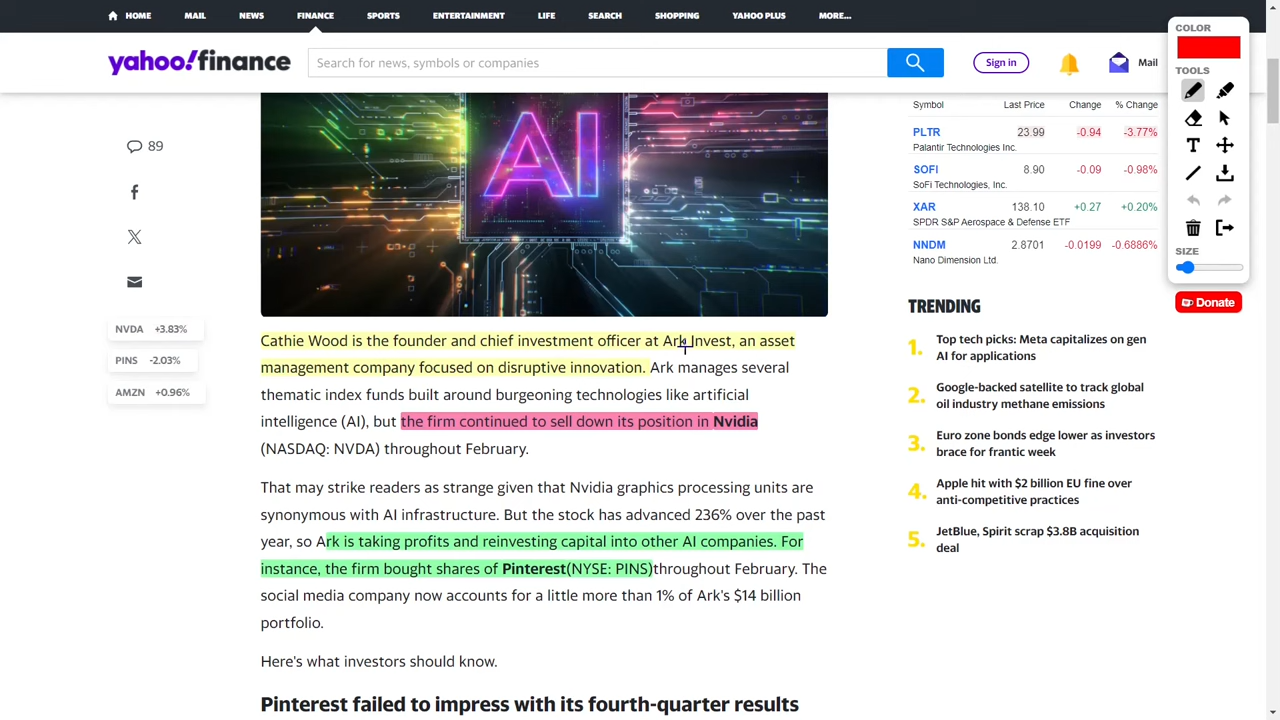 HOME MAIL NEWS FINANCE SPORTS ENTERTAINMENT LIFE SEARCH SHOPPING YAHOO PLUS MORE...
yahoo!finance
Search for news, symbols or companies
Sign in
Mail
COLOR
TOOLS
SIZE
Donate
89
NVDA +3.83%
PINS -2.03%
AMZN +0.96%
AI
Cathie Wood is the founder and chief investment officer at Ark Invest, an asset
management company focused on disruptive innovation. Ark manages several
thematic index funds built around burgeoning technologies like artificial
intelligence (AI), but the firm continued to sell down its position in Nvidia
(NASDAQ: NVDA) throughout February.
That may strike readers as strange given that Nvidia graphics processing units are
synonymous with AI infrastructure. But the stock has advanced 236% over the past
year, so Ark is taking profits and reinvesting capital into other AI companies. For
instance, the firm bought shares of Pinterest(NYSE: PINS)throughout February. The
social media company now accounts for a little more than 1% of Ark's $14 billion
portfolio.
Here's what investors should know.
Pinterest failed to impress with its fourth-quarter results
Symbol Last Price Change % Change
PLTR 23.99 -0.94 -3.77%
Palantir Technologies Inc.
SOFI 8.90 -0.09 -0.98%
SoFi Technologies, Inc.
XAR 138.10 +0.27 +0.20%
SPDR S&P Aerospace & Defense ETF
NNDM 2.8701 -0.0199 -0.6886%
Nano Dimension Ltd.
TRENDING
1. Top tech picks: Meta capitalizes on gen
AI for applications
2. Google-backed satellite to track global
oil industry methane emissions
3. Euro zone bonds edge lower as investors
brace for frantic week
4. Apple hit with $2 billion EU fine over
anti-competitive practices
5. JetBlue, Spirit scrap $3.8B acquisition
deal